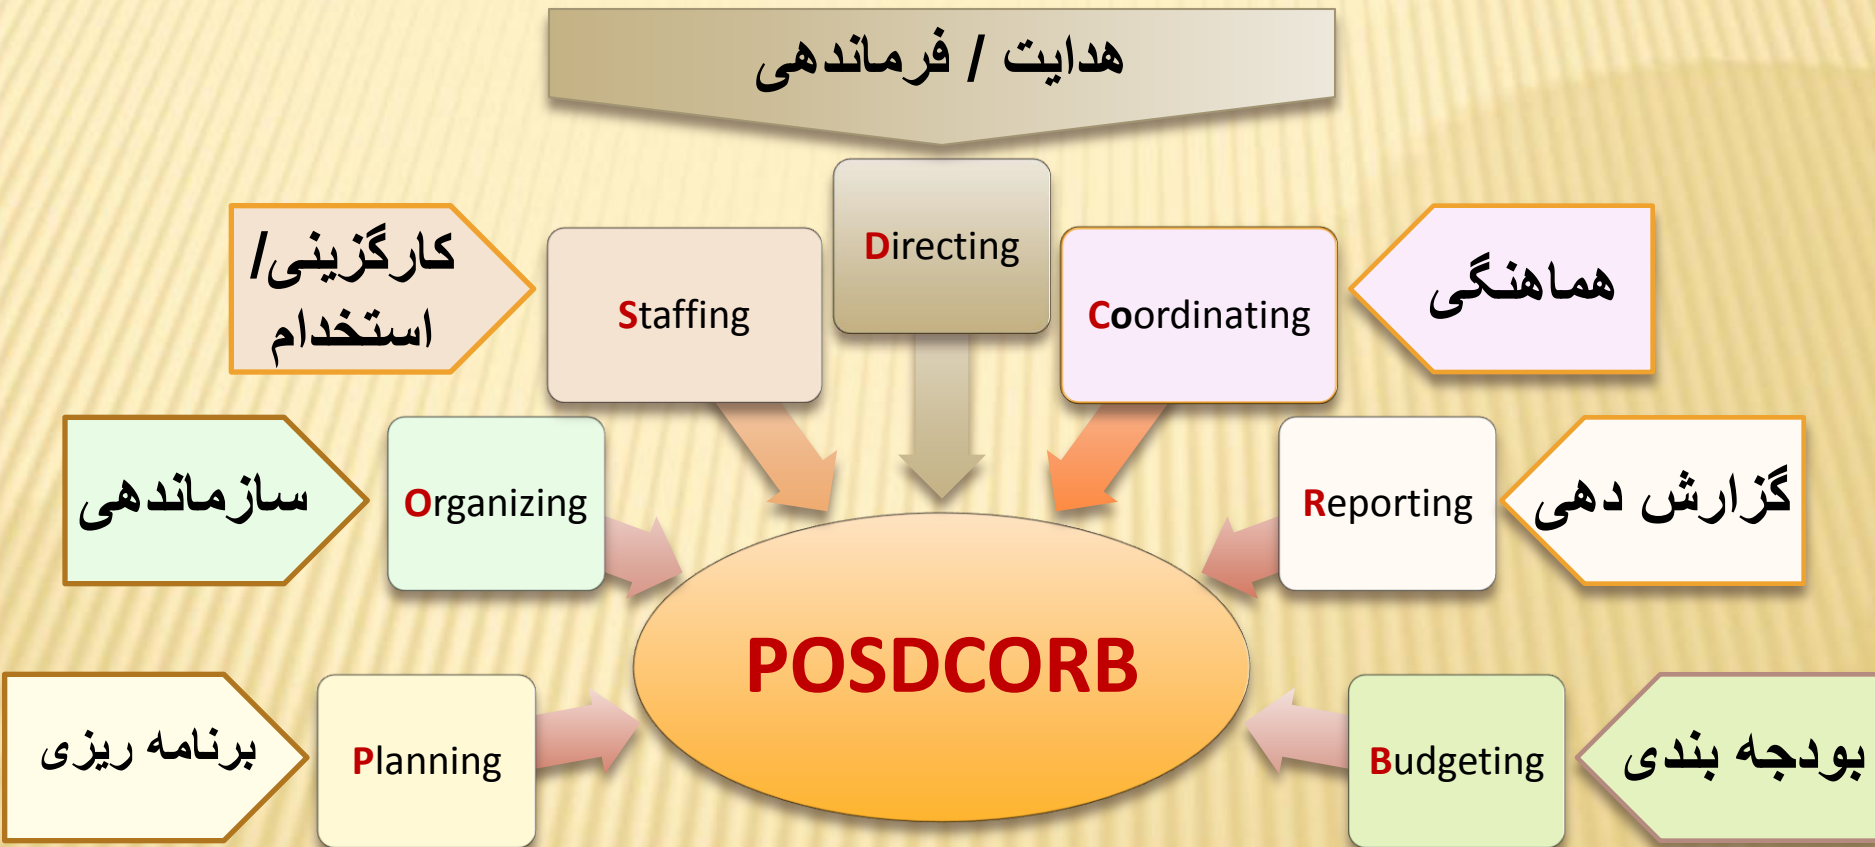 هدایت / فرماندهی
Directing
کارگزینی/
استخدام
Staffing
Coordinating
هماهنگی
سازماندهی
Organizing
Reporting
گزارش دهی
POSDCORB
برنامه ریزی
Planning
Budgeting
بودجه بندی